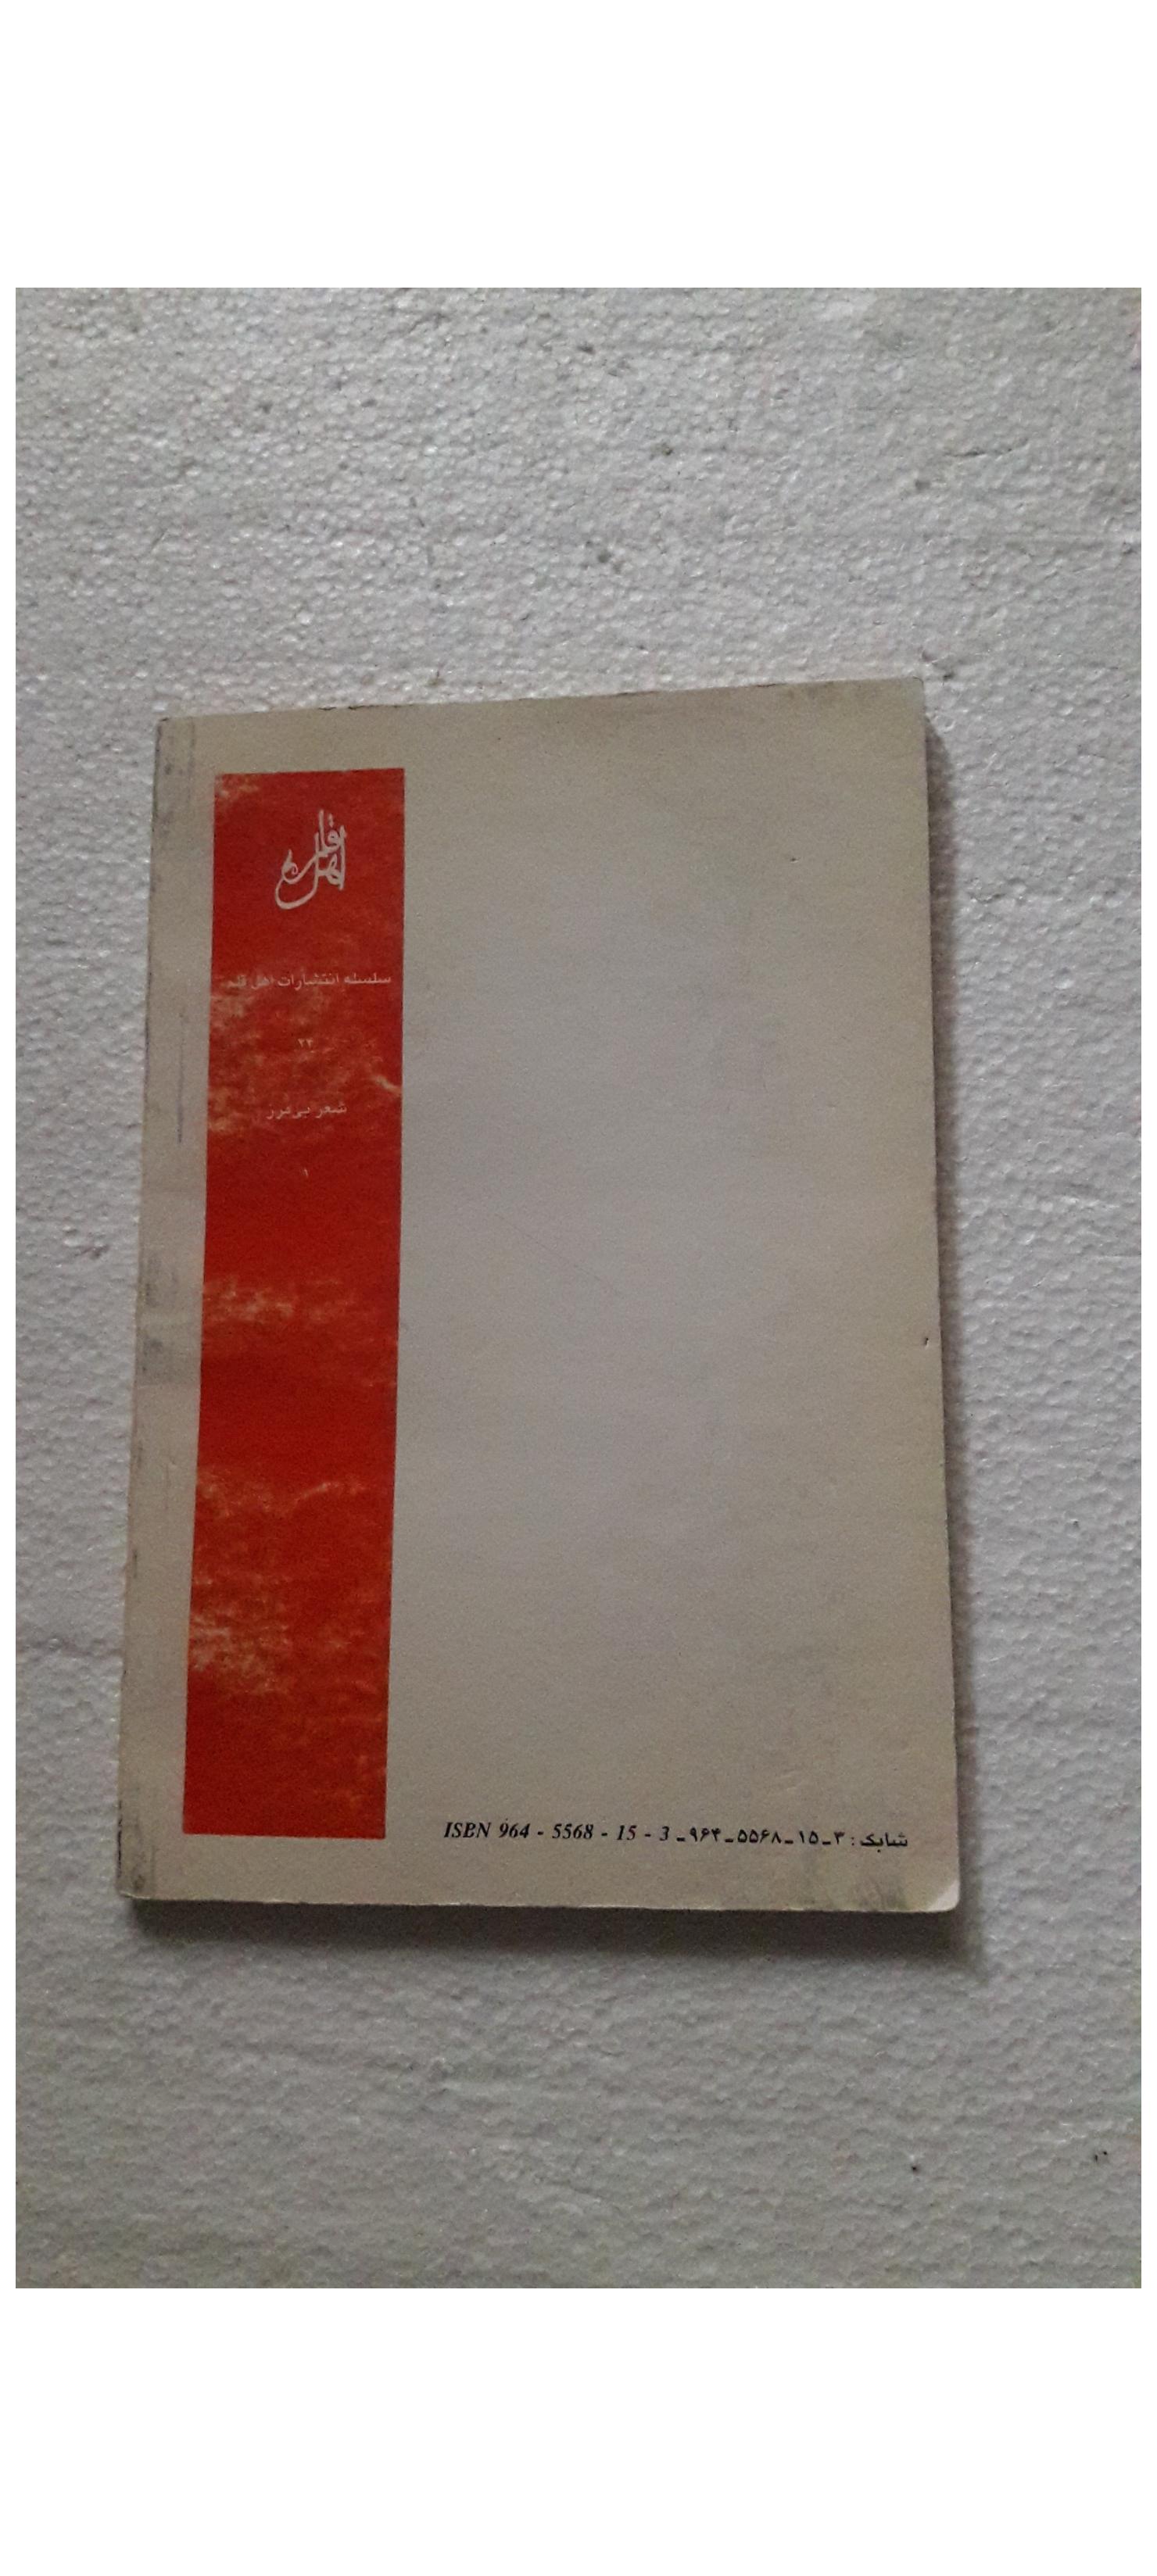 اهل قلم
سلسله انتشارات اهل قلم
۲۲
شعر بی‌مرز
۱
ISBN 964 - 5568 - 15 - 3 شابک : ۳-۱۵-۵۵۶۸-۹۶۴